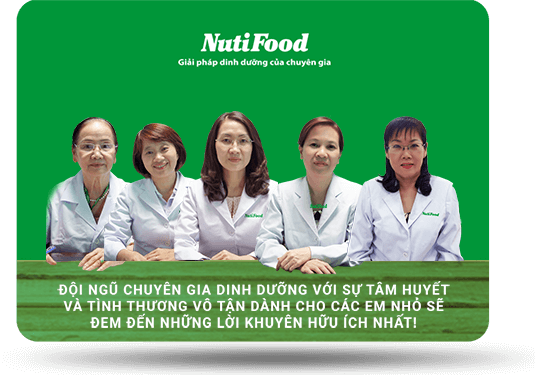 NutiFood
Giải pháp dinh dưỡng của chuyên gia
NutiFood
NutiFood
NutiFood
ĐỘI NGŨ CHUYÊN GIA DINH DƯỠNG VỚI SỰ TÂM HUYẾT
VÀ TÌNH THƯƠNG VÔ TẬN DÀNH CHO CÁC EM NHỎ SẼ
ĐEM ĐẾN NHỮNG LỜI KHUYÊN HỮU ÍCH NHẤT!